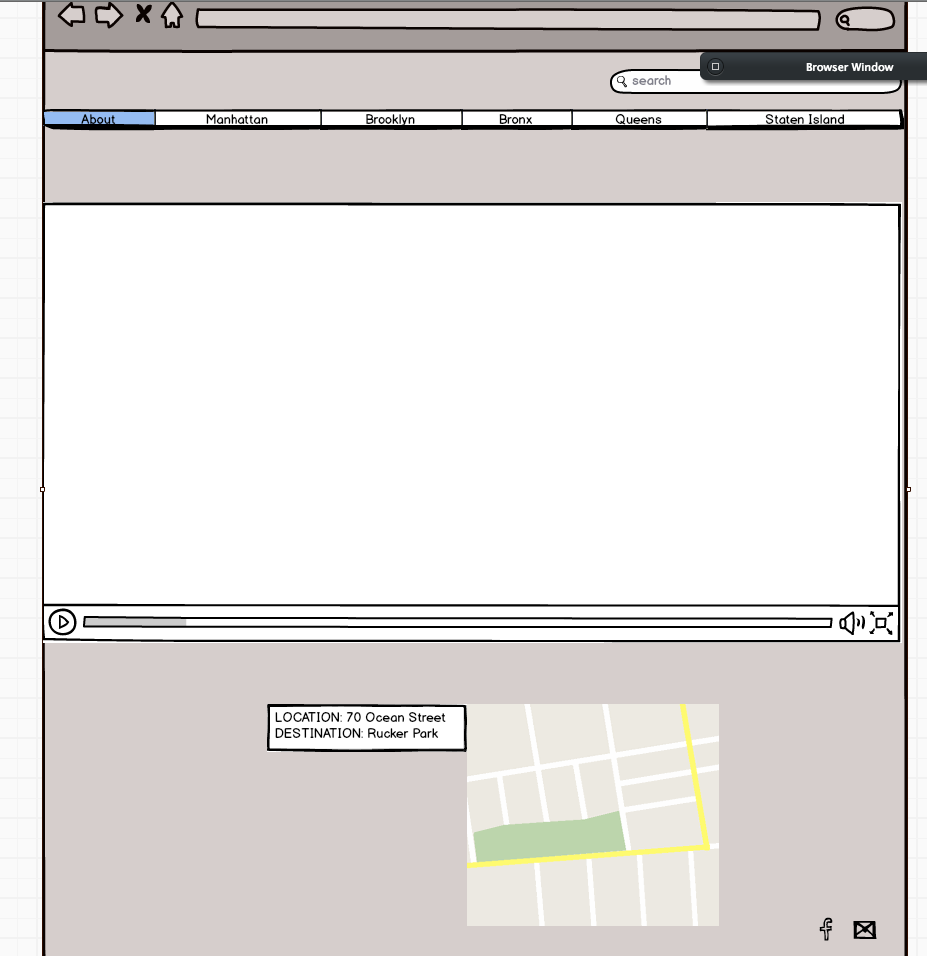 Browser Window
search
About Manhattan Brooklyn Bronx Queens Staten Island
LOCATION: 70 Ocean Street
DESTINATION: Rucker Park